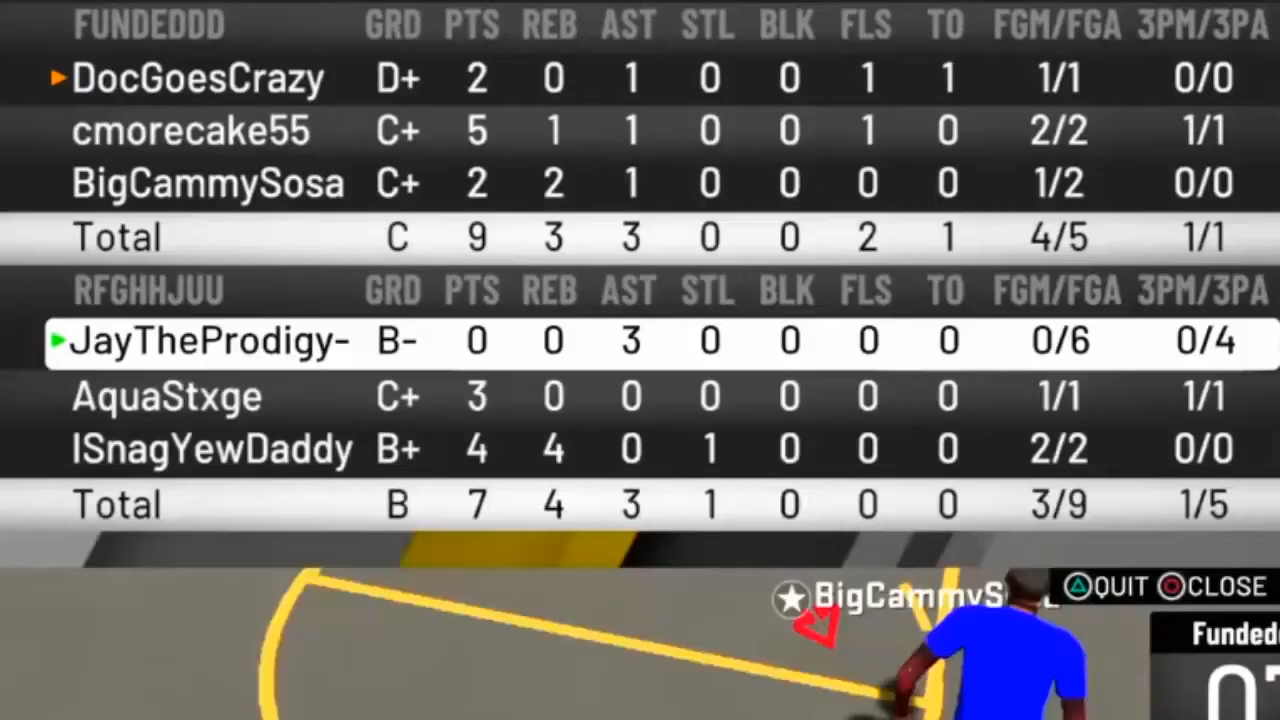 FUNDEDDD GRD PTS REB AST STL BLK FLS TO FGM/FGA 3PM/3PA
DocGoesCrazy D+ 2 0 1 0 0 1 1 1/1 0/0
cmorecake55 C+ 5 1 1 0 0 1 0 2/2 1/1
BigCammySosa C+ 2 2 1 0 0 0 0 1/2 0/0
Total C 9 3 3 0 0 2 1 4/5 1/1
RFGHHJUU GRD PTS REB AST STL BLK FLS TO FGM/FGA 3PM/3PA
JayTheProdigy- B- 0 0 3 0 0 0 0 0/6 0/4
AquaStxge C+ 3 0 0 0 0 0 0 1/1 1/1
ISnagYewDaddy B+ 4 4 0 1 0 0 0 2/2 0/0
Total B 7 4 3 1 0 0 0 3/9 1/5
QUIT CLOSE
BigCammyS